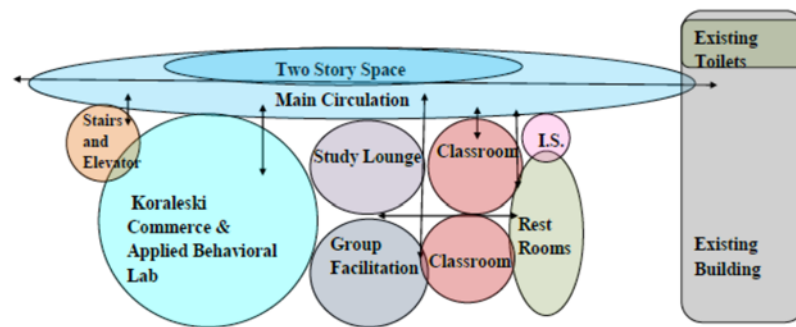 Existing
Toilets
Two Story Space
Main Circulation
Stairs
and
Elevator
Study Lounge
Classroom
I.S.
Koraleski
Commerce &
Applied Behavioral
Lab
Group
Facilitation
Classroom
Rest
Rooms
Existing
Building